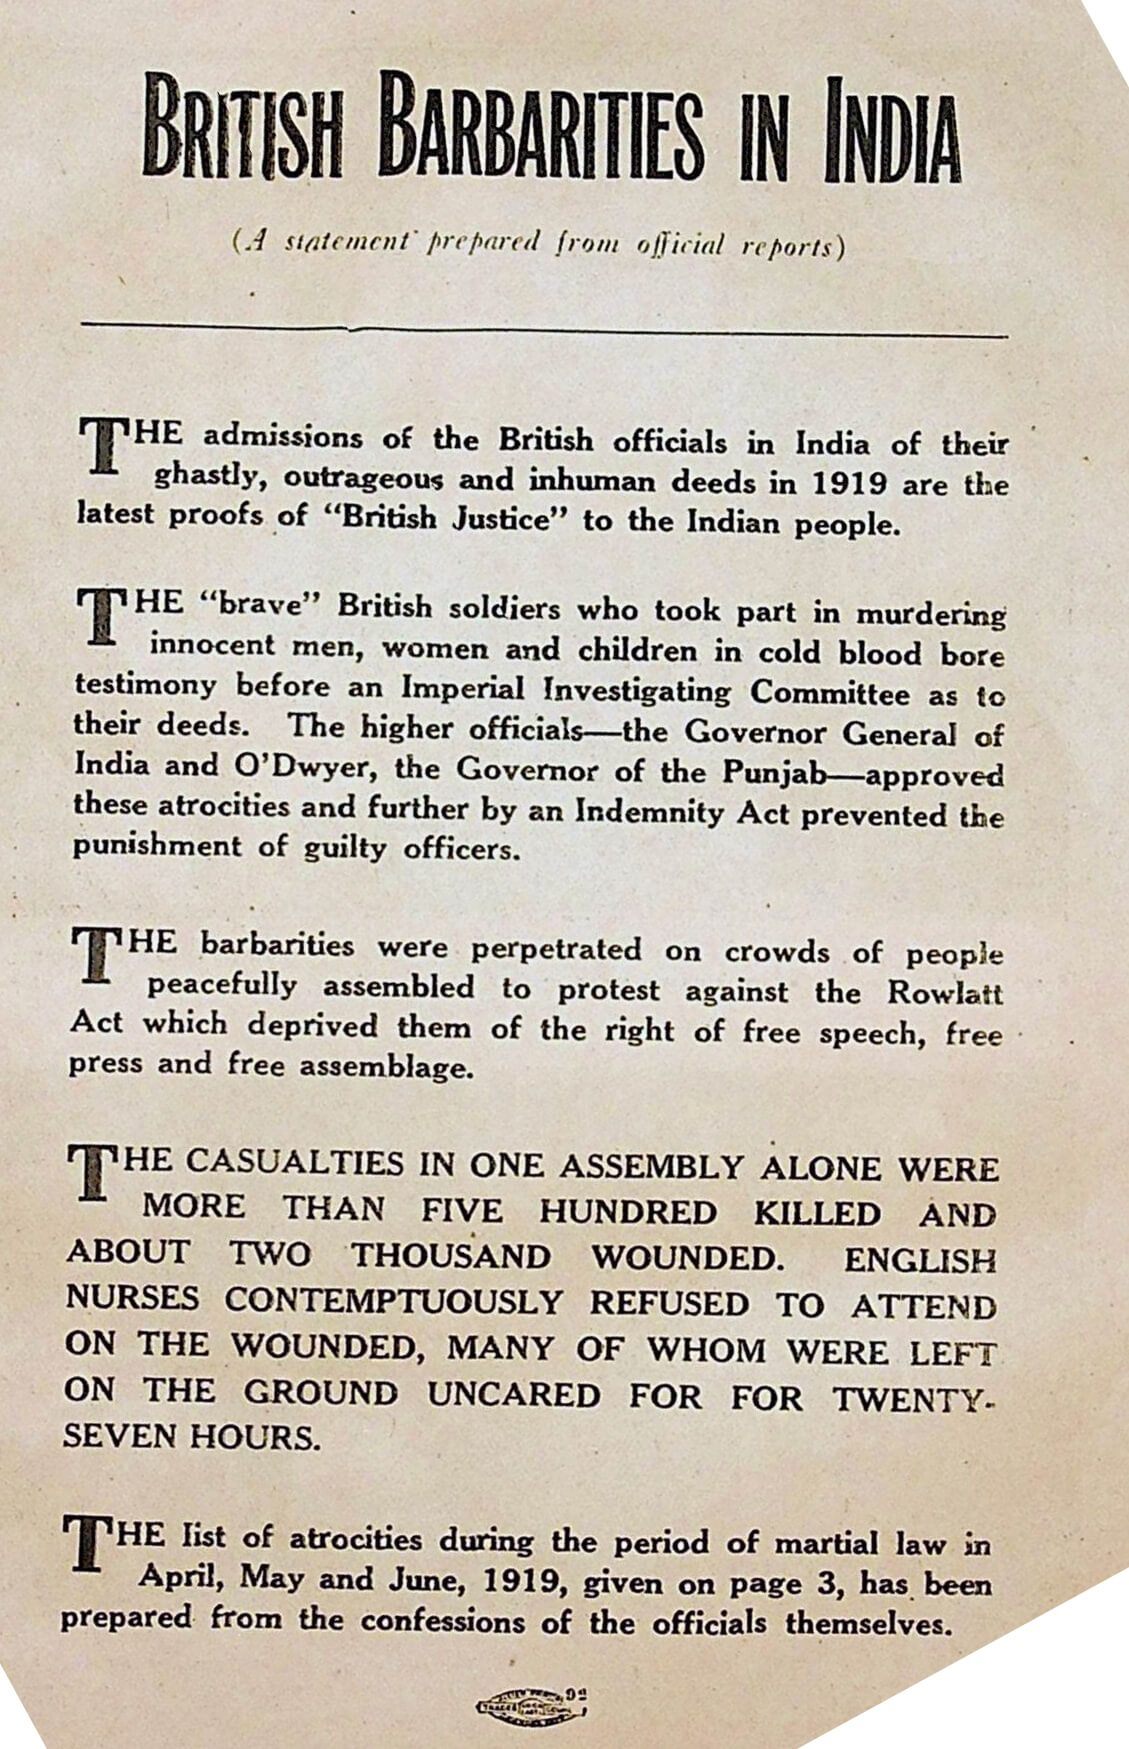 BRITISH BARBARITIES IN INDIA
(A statement prepared from official reports)
THE admissions of the British officials in India of their
ghastly, outrageous and inhuman deeds in 1919 are the
latest proofs of “British Justice” to the Indian people.
THE “brave” British soldiers who took part in murdering
innocent men, women and children in cold blood bore
testimony before an Imperial Investigating Committee as to
their deeds. The higher officials—the Governor General of
India and O’Dwyer, the Governor of the Punjab—approved
these atrocities and further by an Indemnity Act prevented the
punishment of guilty officers.
THE barbarities were perpetrated on crowds of people
peacefully assembled to protest against the Rowlatt
Act which deprived them of the right of free speech, free
press and free assemblage.
THE CASUALTIES IN ONE ASSEMBLY ALONE WERE
MORE THAN FIVE HUNDRED KILLED AND
ABOUT TWO THOUSAND WOUNDED. ENGLISH
NURSES CONTEMPTUOUSLY REFUSED TO ATTEND
ON THE WOUNDED, MANY OF WHOM WERE LEFT
ON THE GROUND UNCARED FOR FOR TWENTY-
SEVEN HOURS.
THE list of atrocities during the period of martial law in
April, May and June, 1919, given on page 3, has been
prepared from the confessions of the officials themselves.